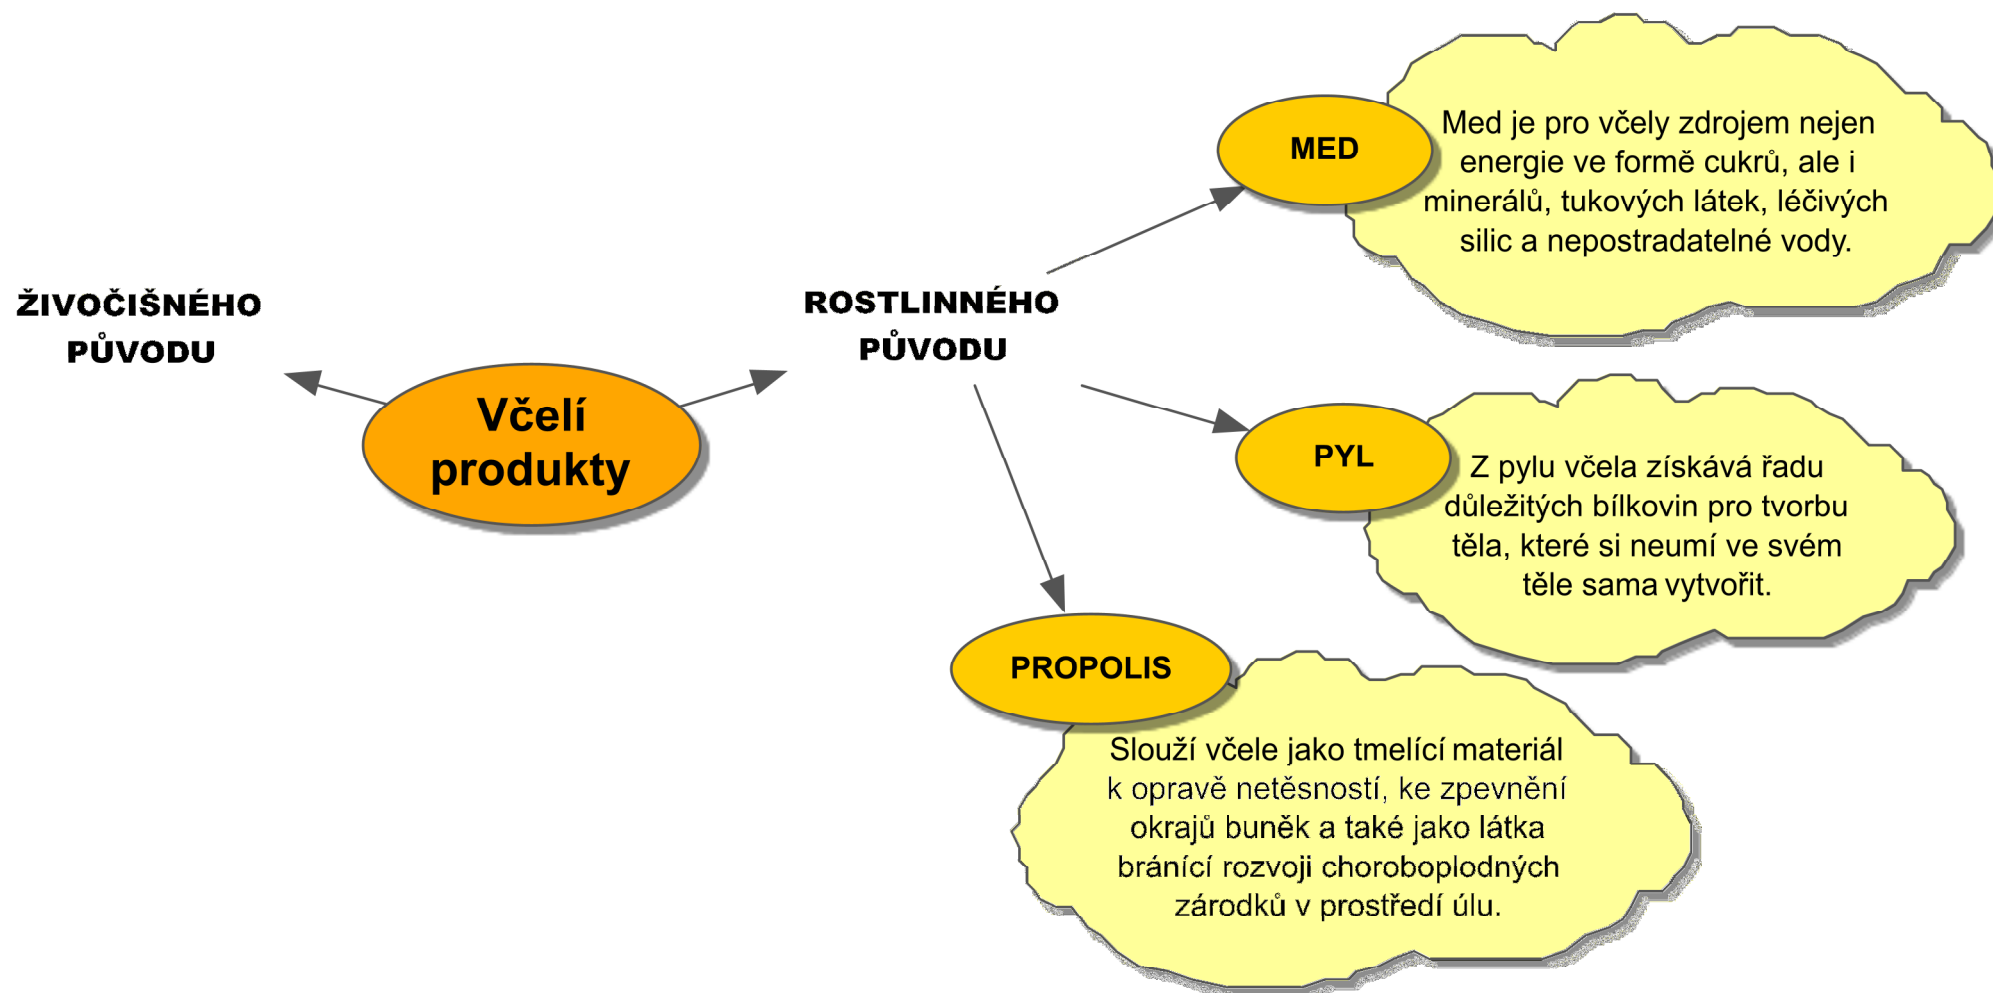 ŽIVOČIŠNÉHO
PŮVODU
Včelí
produkty
ROSTLINNÉHO
PŮVODU
MED
Med je pro včely zdrojem nejen
energie ve formě cukrů, ale i
minerálů, tukových látek, léčivých
silic a nepostradatelné vody.
PYL
Z pylu včela získává řadu
důležitých bílkovin pro tvorbu
těla, které si neumí ve svém
těle sama vytvořit.
PROPOLIS
Slouží včele jako tmelící materiál
k opravě netěsností, ke zpevnění
okrajů buněk a také jako látka
bránící rozvoji choroboplodných
zárodků v prostředí úlu.